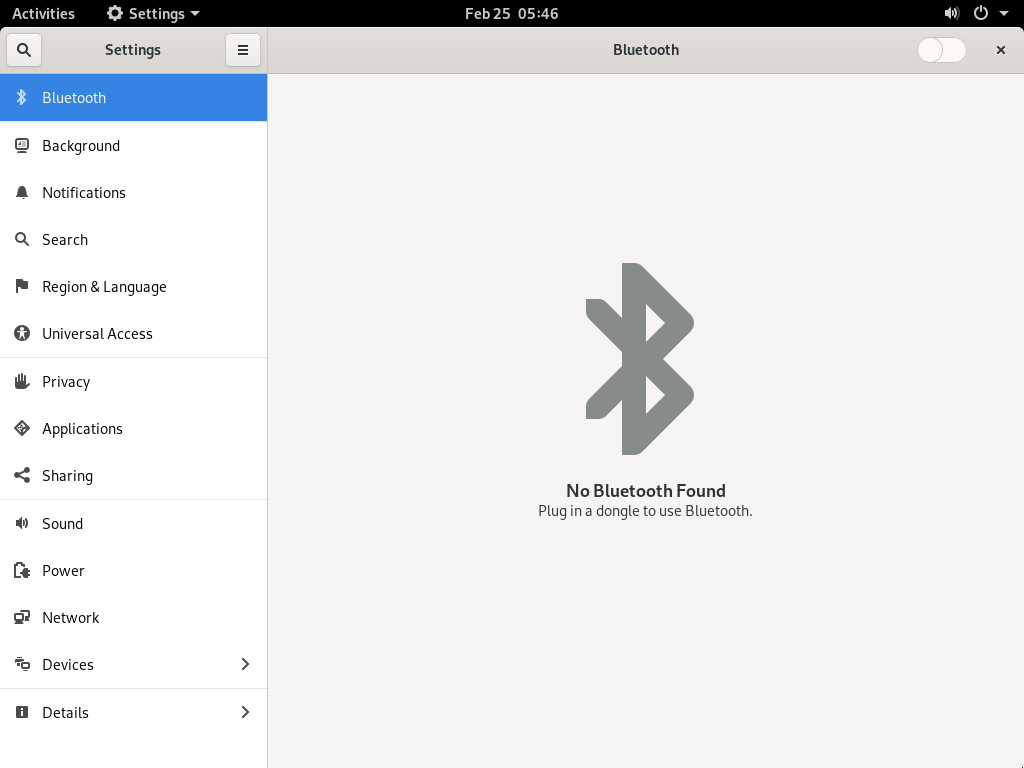 Activities
Settings
Feb 25 05:46
Settings
Bluetooth
Bluetooth
Background
Notifications
Search
Region & Language
Universal Access
Privacy
Applications
Sharing
Sound
Power
Network
Devices
Details
No Bluetooth Found
Plug in a dongle to use Bluetooth.